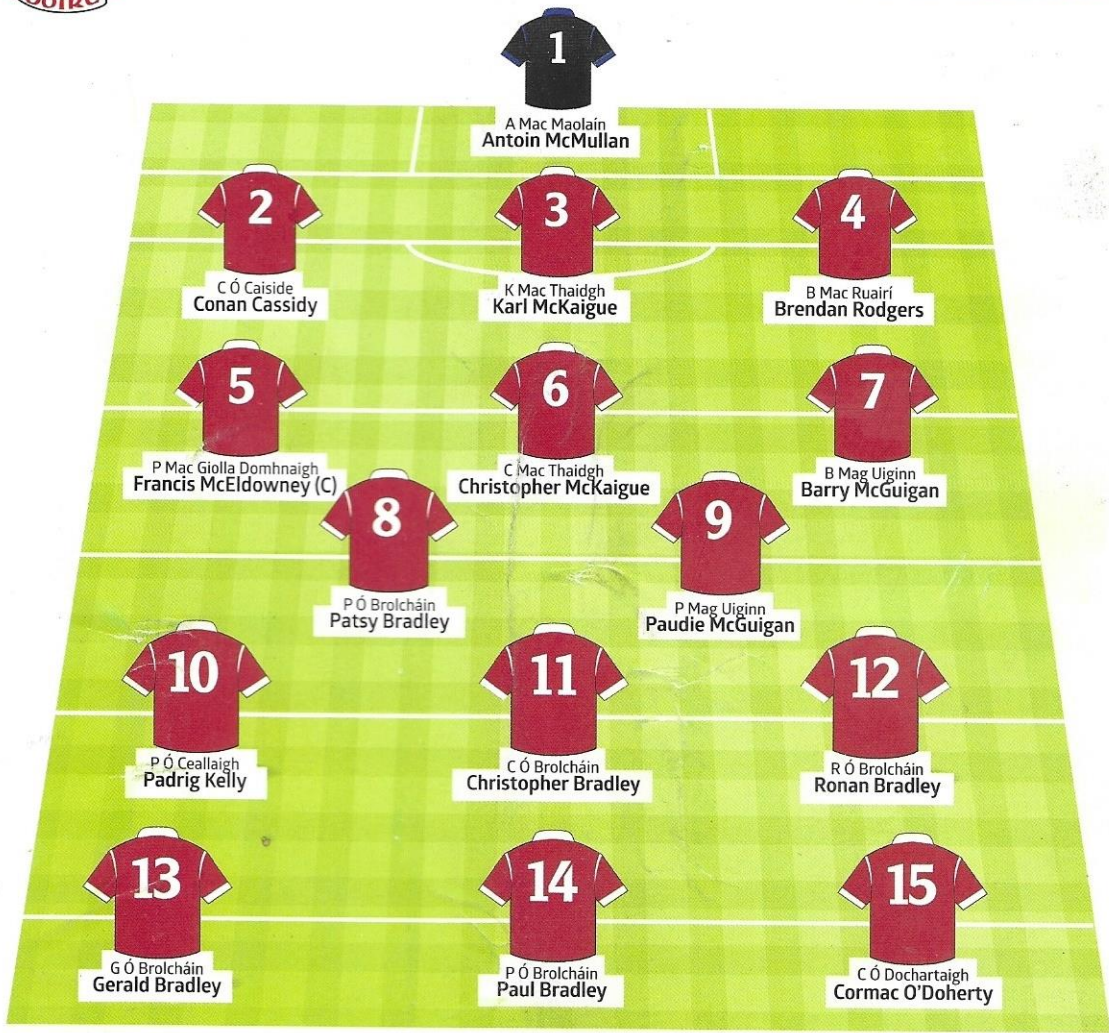 DOIRE
1
A Mac Maolaín
Antoin McMullan
2
3
4
C Ó Caiside
Conan Cassidy
K Mac Thaidgh
Karl McKaigue
B Mac Ruairí
Brendan Rodgers
5
6
7
P Mac Giolla Domhnaigh
Francis McEldowney (C)
C Mac Thaidgh
Christopher McKaigue
B Mag Uiginn
Barry McGuigan
8
9
P Ó Brolcháin
Patsy Bradley
P Mag Uiginn
Paudie McGuigan
10
11
12
P Ó Ceallaigh
Padrig Kelly
C Ó Brolcháin
Christopher Bradley
R Ó Brolcháin
Ronan Bradley
13
14
15
G Ó Brolcháin
Gerald Bradley
P Ó Brolcháin
Paul Bradley
C Ó Dochartaigh
Cormac O'Doherty